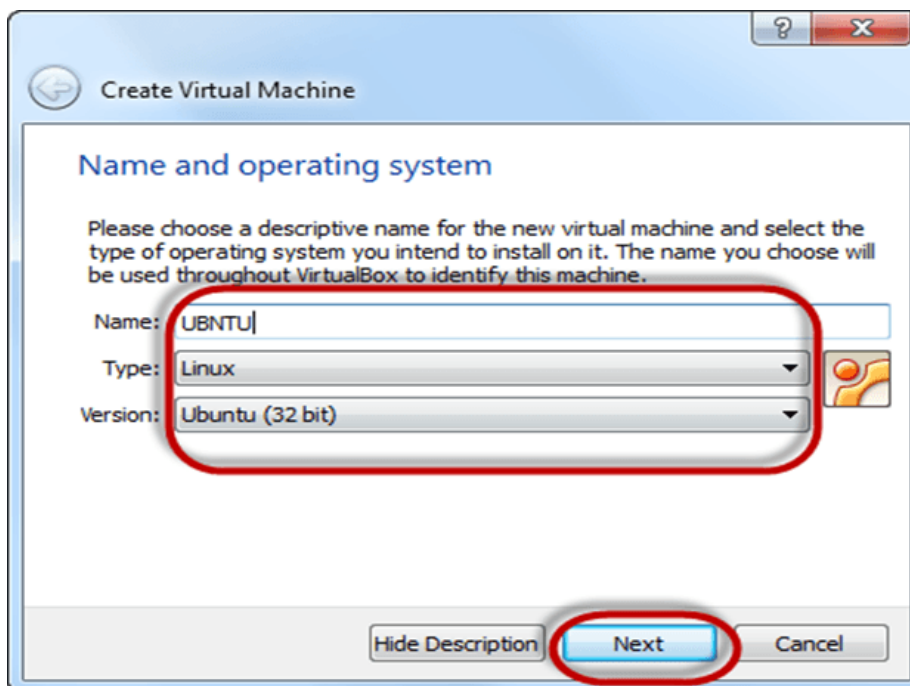 Create Virtual Machine
Name and operating system
Please choose a descriptive name for the new virtual machine and select the
type of operating system you intend to install on it. The name you choose will
be used throughout VirtualBox to identify this machine.
Name: UBNTU
Type: Linux
Version: Ubuntu (32 bit)
Hide Description Next Cancel